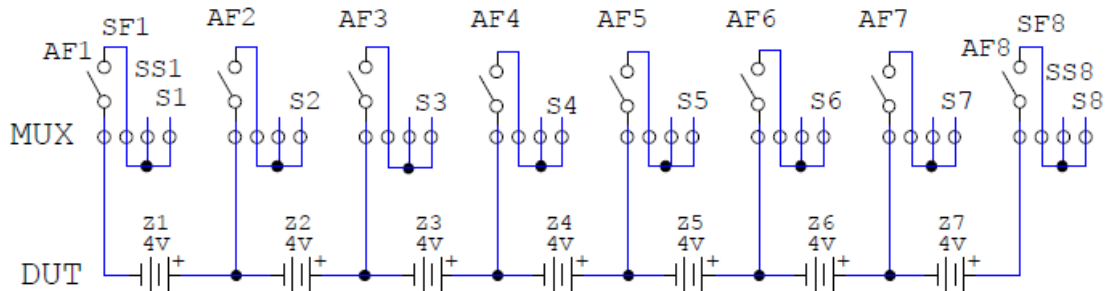 AF1 SF1 AF2 AF3 AF4 AF5 AF6 AF7 AF8 SF8
SS1 SS8
S1 S2 S3 S4 S5 S6 S7 S8
MUX
Z1 Z2 Z3 Z4 Z5 Z6 Z7
4V 4V 4V 4V 4V 4V 4V
DUT + + + + + + +